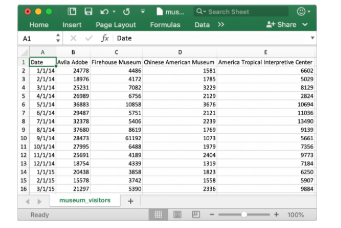 mus...
Search Sheet
Home Insert Page Layout Formulas Data >> Share
A1 fx Date
A B C D E
1 Date Avila Adobe Firehouse Museum Chinese American Museum America Tropical Interpretive Center
2 1/1/14 24778 4486 1581 6602
3 2/1/14 18976 4172 1785 5029
4 3/1/14 25231 7082 3229 8129
5 4/1/14 26989 6756 2129 2824
6 5/1/14 36883 10858 3676 10694
7 6/1/14 29487 5751 2121 11036
8 7/1/14 32378 5406 2239 13490
9 8/1/14 37680 8619 1769 9139
10 9/1/14 28473 61192 1073 5661
11 10/1/14 27995 6488 1979 7356
12 11/1/14 25691 4189 2404 9773
13 12/1/14 18754 4339 1319 7184
14 1/1/15 20438 3858 1823 6250
15 2/1/15 15578 3742 1558 5907
16 3/1/15 21297 5390 2336 9884
museum_visitors +
Ready 100%